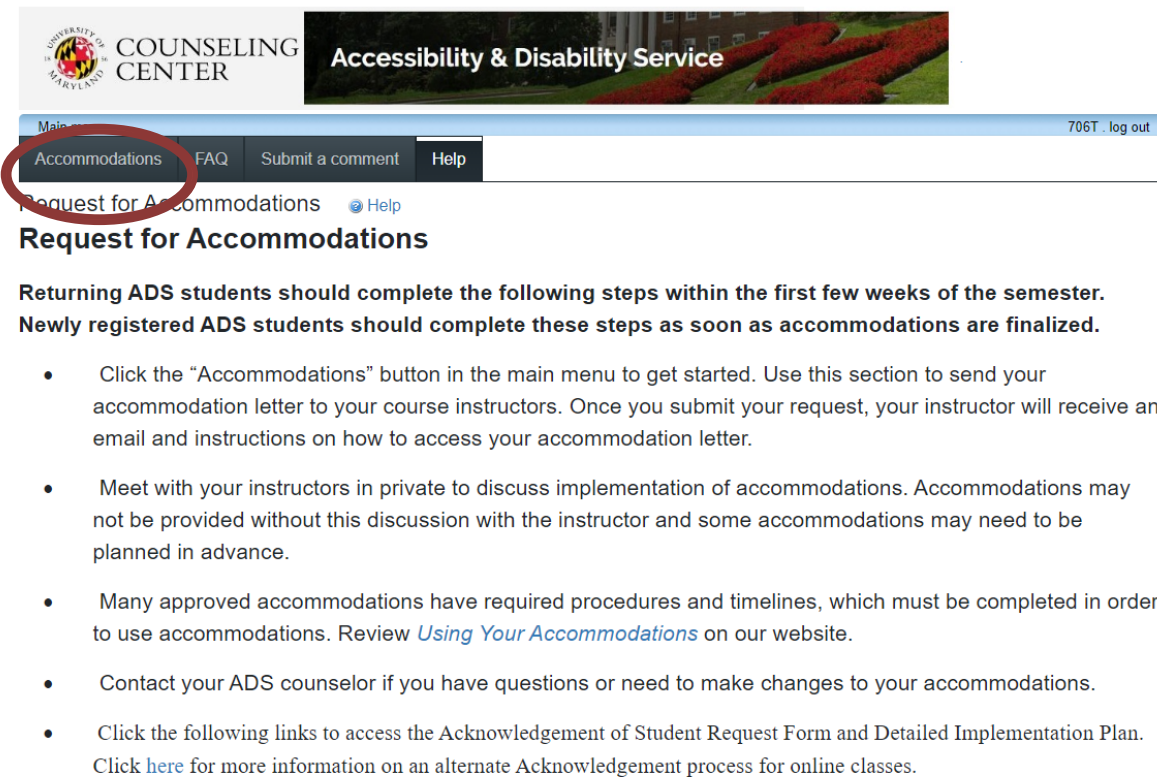 UNIVERSITY OF
18 56
MARYLAND
COUNSELING
CENTER
Accessibility & Disability Service
Main
706T . log out
Accommodations FAQ Submit a comment Help
Request for Accommodations Help
Request for Accommodations
Returning ADS students should complete the following steps within the first few weeks of the semester.
Newly registered ADS students should complete these steps as soon as accommodations are finalized.
• Click the “Accommodations” button in the main menu to get started. Use this section to send your
accommodation letter to your course instructors. Once you submit your request, your instructor will receive an
email and instructions on how to access your accommodation letter.
• Meet with your instructors in private to discuss implementation of accommodations. Accommodations may
not be provided without this discussion with the instructor and some accommodations may need to be
planned in advance.
• Many approved accommodations have required procedures and timelines, which must be completed in order
to use accommodations. Review Using Your Accommodations on our website.
• Contact your ADS counselor if you have questions or need to make changes to your accommodations.
• Click the following links to access the Acknowledgement of Student Request Form and Detailed Implementation Plan.
Click here for more information on an alternate Acknowledgement process for online classes.